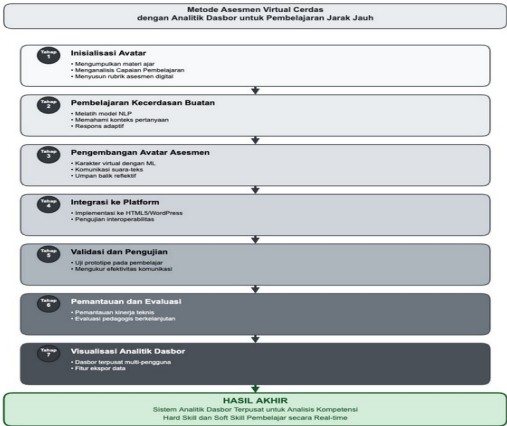 Metode Asesmen Virtual Cerdas
dengan Analitik Dasbor untuk Pembelajaran Jarak Jauh
Tahap
1
Inisialisasi Avatar
• Mengumpulkan materi ajar
• Menganalisis Capaian Pembelajaran
• Menyusun rubrik asesmen digital
Tahap
2
Pembelajaran Kecerdasan Buatan
• Melatih model NLP
• Memahami konteks pertanyaan
• Respons adaptif
Tahap
3
Pengembangan Avatar Asesmen
• Karakter virtual dengan ML
• Komunikasi suara-teks
• Umpan balik reflektif
Tahap
4
Integrasi ke Platform
• Implementasi ke HTML5/WordPress
• Pengujian interoperabilitas
Tahap
5
Validasi dan Pengujian
• Uji prototipe pada pembelajar
• Mengukur efektivitas komunikasi
Tahap
6
Pemantauan dan Evaluasi
• Pemantauan kinerja teknis
• Evaluasi pedagogis berkelanjutan
Tahap
7
Visualisasi Analitik Dasbor
• Dasbor terpusat multi-pengguna
• Fitur ekspor data
HASIL AKHIR
Sistem Analitik Dasbor Terpusat untuk Analisis Kompetensi
Hard Skill dan Soft Skill Pembelajar secara Real-time